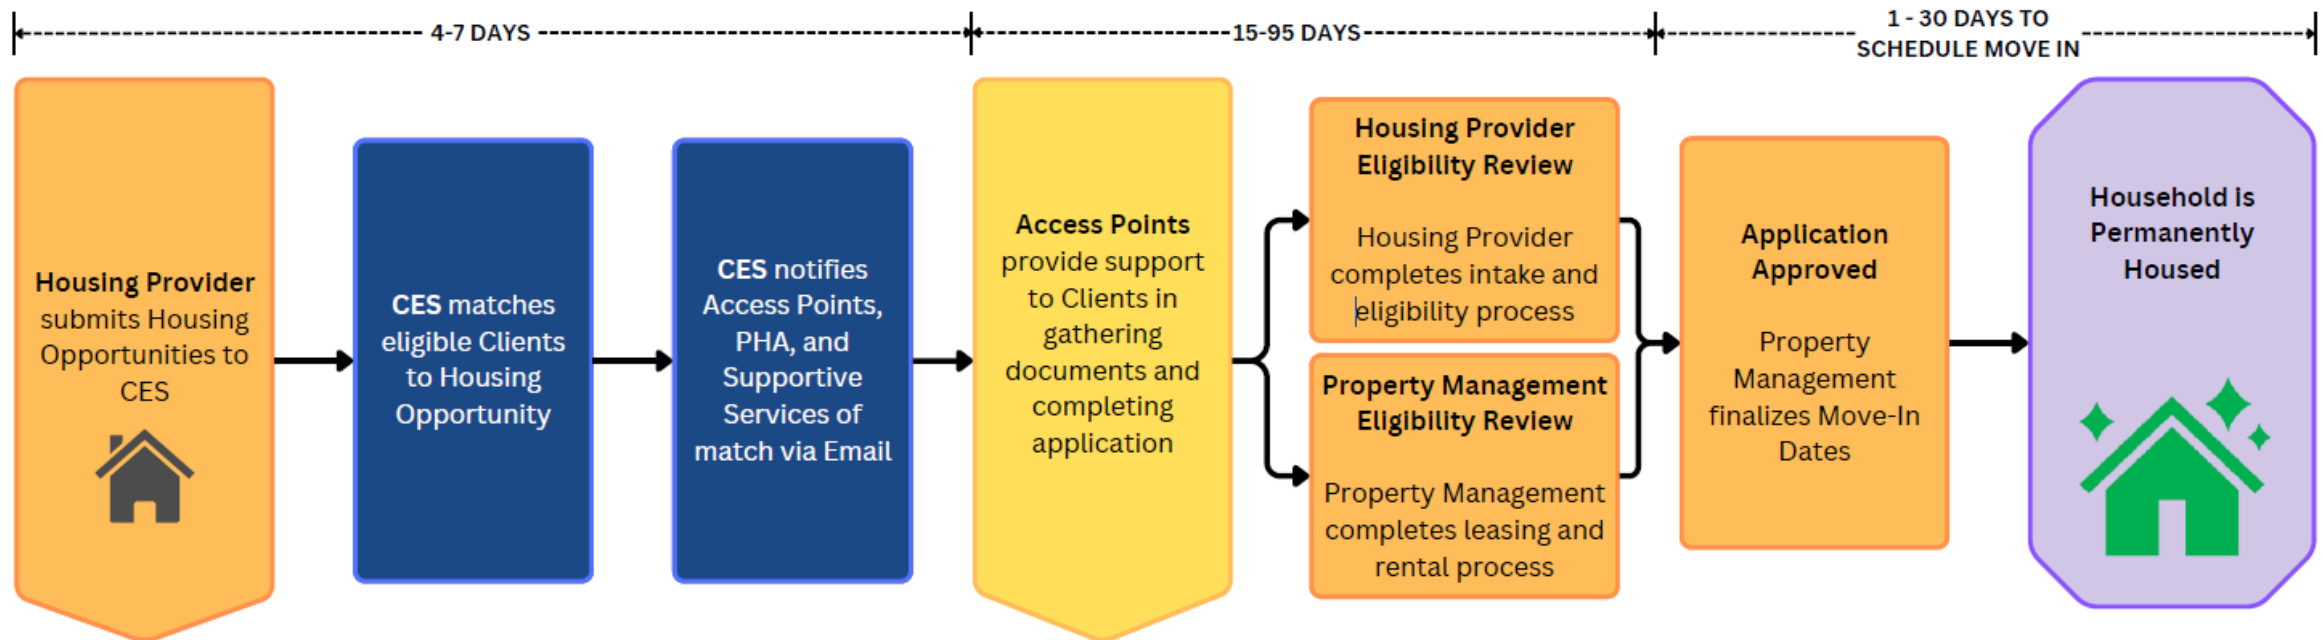 4-7 DAYS
15-95 DAYS
1 - 30 DAYS TO
SCHEDULE MOVE IN
Housing Provider
submits Housing
Opportunities to
CES
CES matches
eligible Clients
to Housing
Opportunity
CES notifies
Access Points,
PHA, and
Supportive
Services of
match via Email
Access Points
provide support
to Clients in
gathering
documents and
completing
application
Housing Provider
Eligibility Review
Housing Provider
completes intake and
eligibility process
Property Management
Eligibility Review
Property Management
completes leasing and
rental process
Application
Approved
Property
Management
finalizes Move-In
Dates
Household is
Permanently
Housed